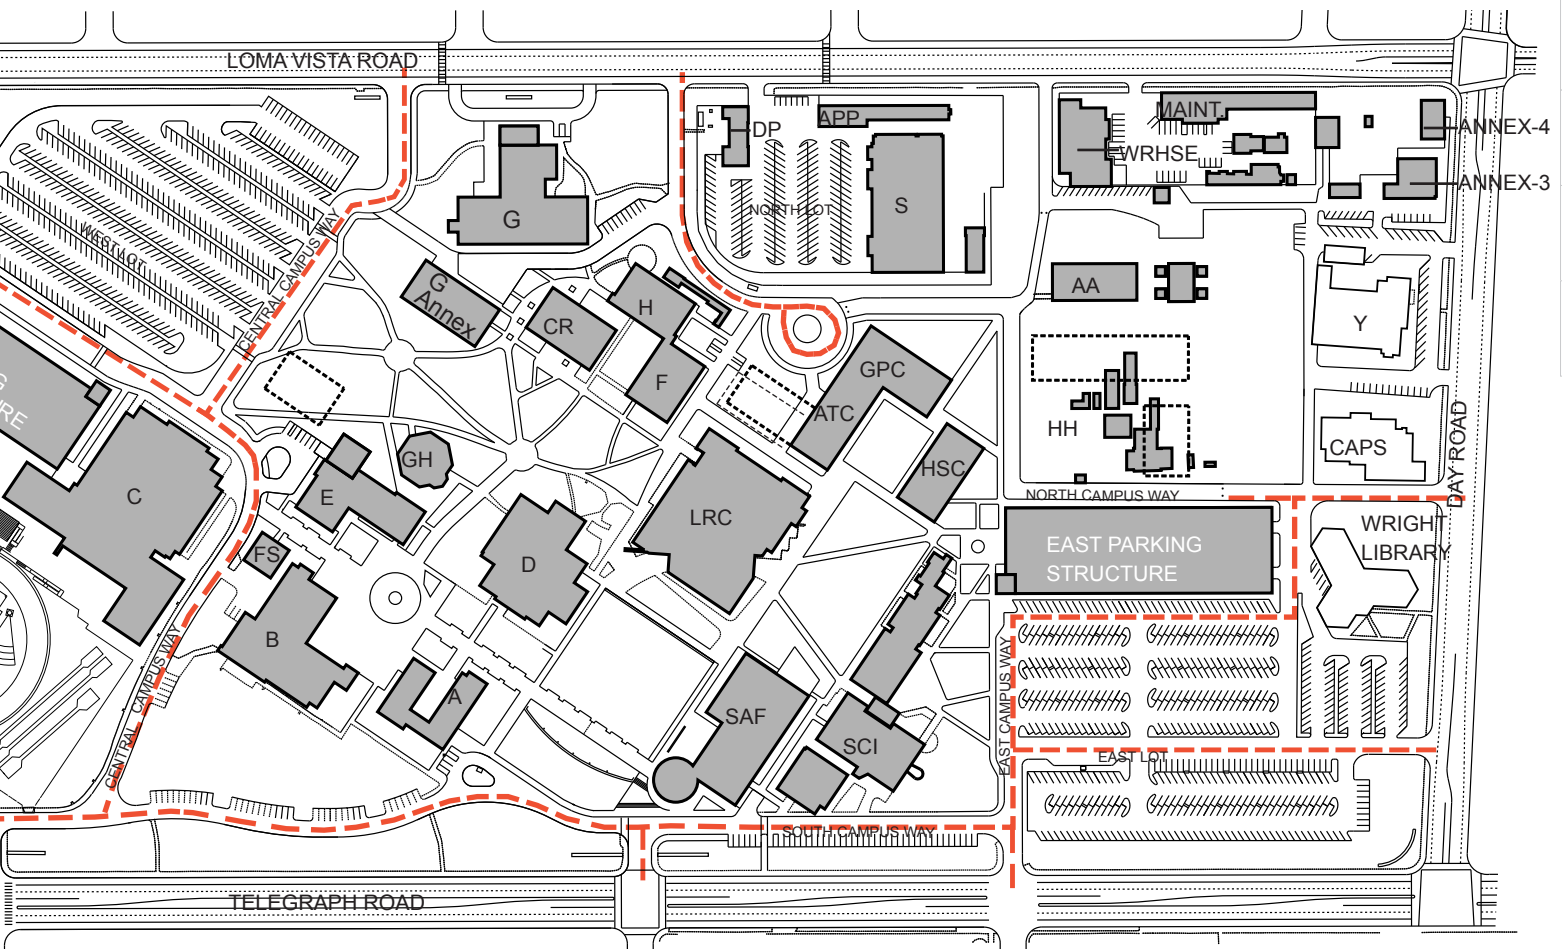 LOMA VISTA ROAD
DP
APP
MAINT
WRHSE
ANNEX-4
ANNEX-3
WEST LOT
CENTRAL CAMPUS WAY
G
NORTH LOT
S
G
Annex
CR
H
F
AA
Y
GPC
ATC
HSC
HH
CAPS
DAY ROAD
G
RE
C
GH
E
FS
D
LRC
NORTH CAMPUS WAY
EAST PARKING
STRUCTURE
WRIGHT
LIBRARY
B
A
SAF
SCI
CENTRAL CAMPUS WAY
EAST CAMPUS WAY
EAST LOT
SOUTH CAMPUS WAY
TELEGRAPH ROAD